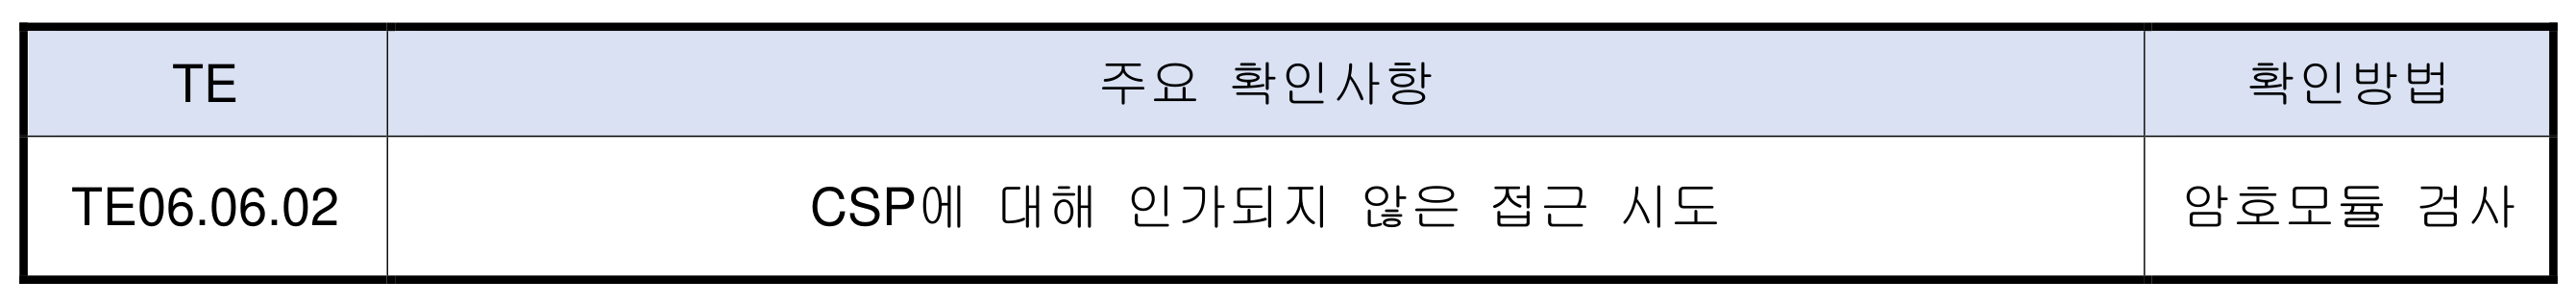 TE 주요 확인사항 확인방법
TE06.06.02 CSP에 대해 인가되지 않은 접근 시도 암호모듈 검사